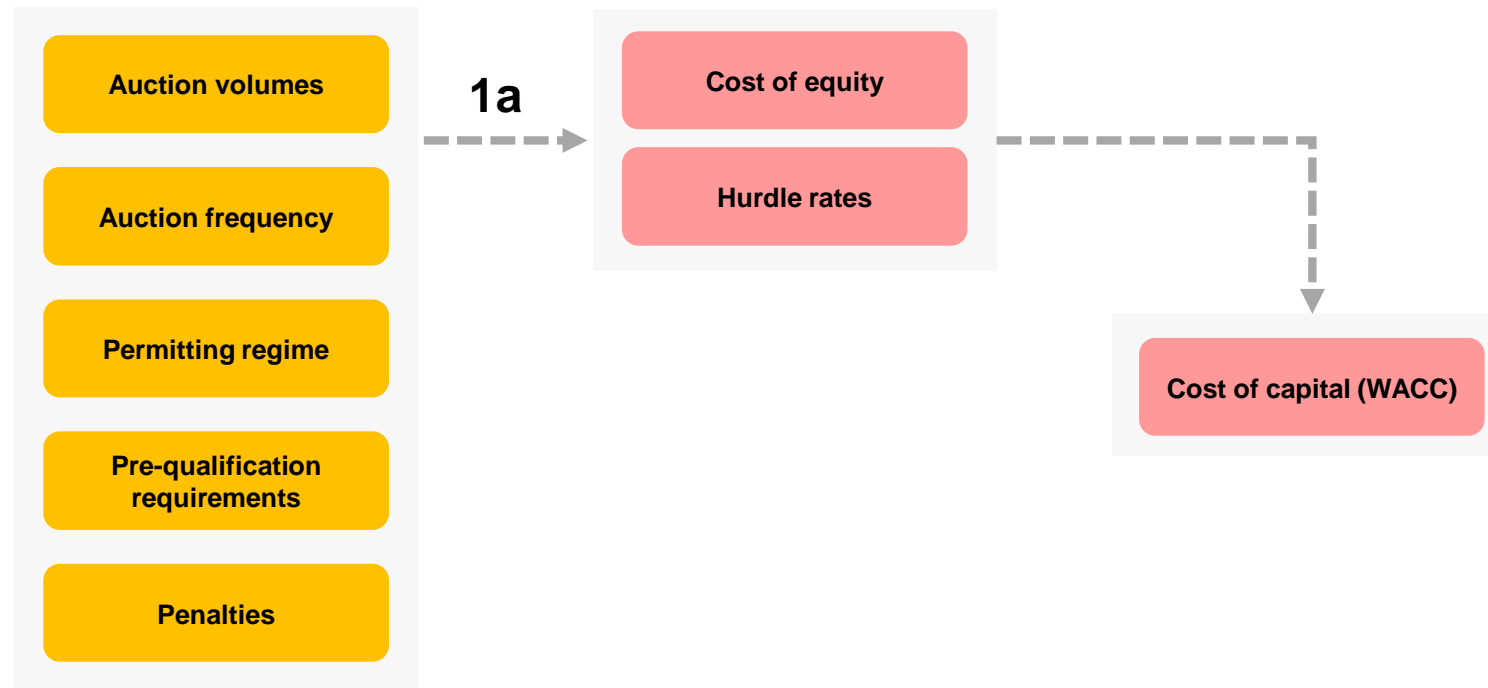 Auction volumes
Auction frequency
Permitting regime
Pre-qualification
requirements
Penalties
1a
Cost of equity
Hurdle rates
Cost of capital (WACC)